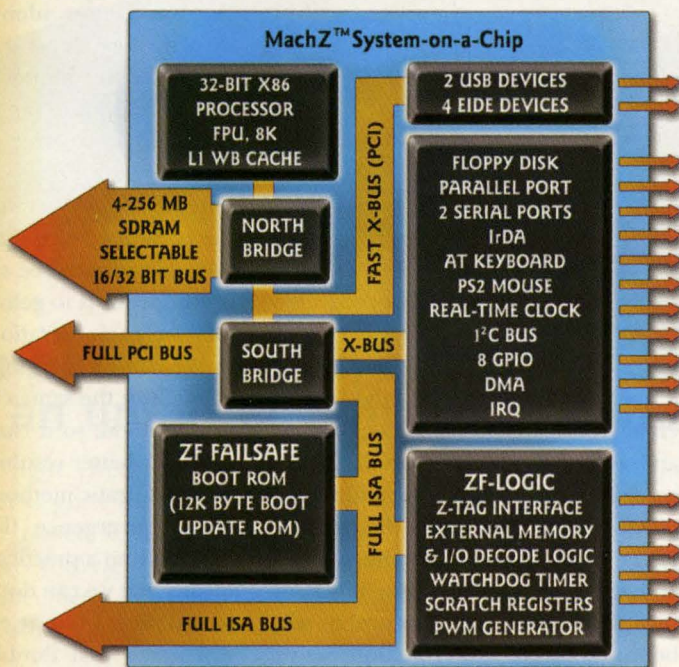 MachZ™ System-on-a-Chip
32-BIT X86
PROCESSOR
FPU, 8K
L1 WB CACHE
2 USB DEVICES
4 EIDE DEVICES
4-256 MB
SDRAM
SELECTABLE
16/32 BIT BUS
NORTH
BRIDGE
FAST X-BUS (PCI)
FLOPPY DISK
PARALLEL PORT
2 SERIAL PORTS
IrDA
AT KEYBOARD
PS2 MOUSE
REAL-TIME CLOCK
I²C BUS
8 GPIO
DMA
IRQ
FULL PCI BUS
SOUTH
BRIDGE
X-BUS
ZF FAILSAFE
BOOT ROM
(12K BYTE BOOT
UPDATE ROM)
FULL ISA BUS
ZF-LOGIC
Z-TAG INTERFACE
EXTERNAL MEMORY
& I/O DECODE LOGIC
WATCHDOG TIMER
SCRATCH REGISTERS
PWM GENERATOR
FULL ISA BUS